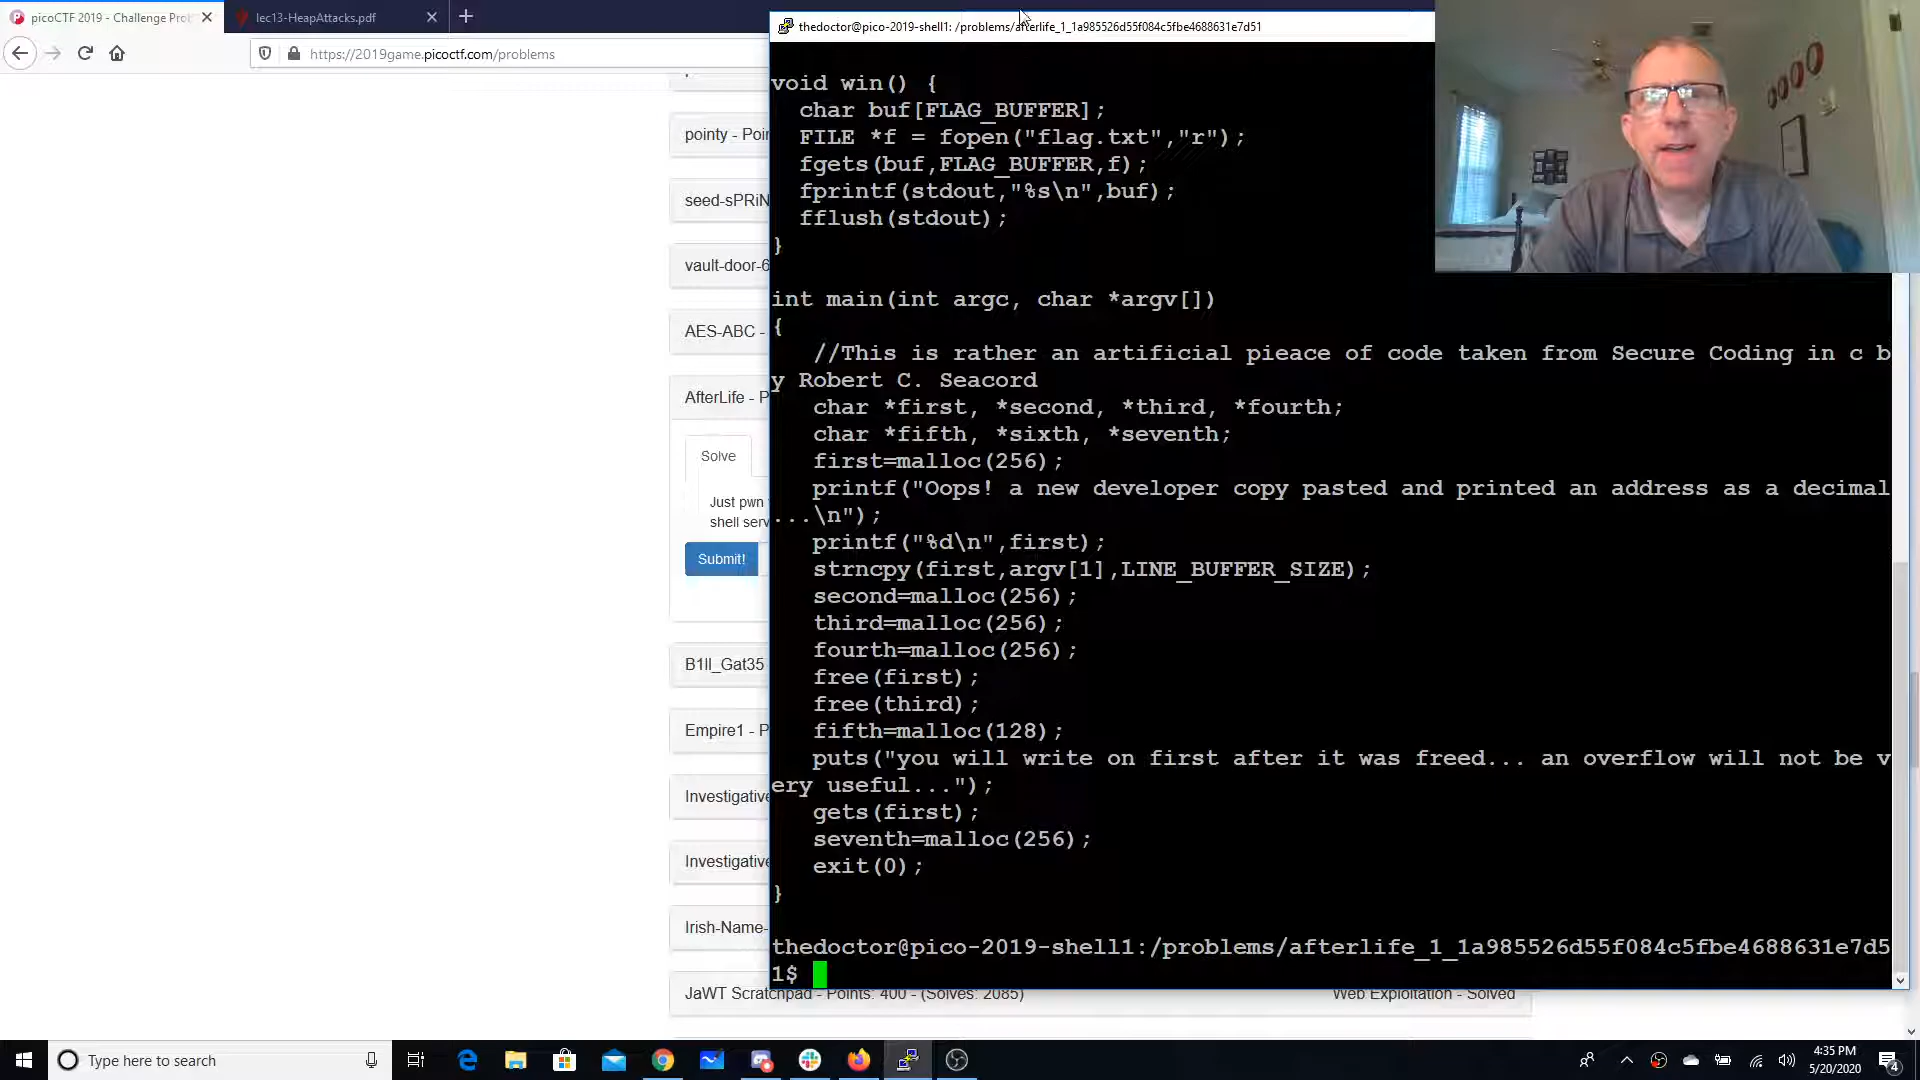 picoCTF 2019 - Challenge Prob
lec13-HeapAttacks.pdf
https://2019game.picoctf.com/problems
thedoctor@pico-2019-shell1: /problems/afterlife_1_1a985526d55f084c5fbe4688631e7d51
pointy - Poin
seed-sPRiN
vault-door-6
AES-ABC -
AfterLife - P
Solve
Just pwn
shell serv
Submit!
B1ll_Gat35
Empire1 - P
Investigative
Investigative
Irish-Name-
JaWT Scratchpad - Points: 400 - (Solves: 2085)
Web Exploitation - Solved
void win() {
char buf[FLAG_BUFFER];
FILE *f = fopen("flag.txt","r");
fgets(buf,FLAG_BUFFER,f);
fprintf(stdout,"%s\n",buf);
fflush(stdout);
}
int main(int argc, char *argv[])
{
//This is rather an artificial pieace of code taken from Secure Coding in c b
y Robert C. Seacord
char *first, *second, *third, *fourth;
char *fifth, *sixth, *seventh;
first=malloc(256);
printf("Oops! a new developer copy pasted and printed an address as a decimal
...\n");
printf("%d\n",first);
strncpy(first,argv[1],LINE_BUFFER_SIZE);
second=malloc(256);
third=malloc(256);
fourth=malloc(256);
free(first);
free(third);
fifth=malloc(128);
puts("you will write on first after it was freed... an overflow will not be v
ery useful...");
gets(first);
seventh=malloc(256);
exit(0);
}
thedoctor@pico-2019-shell1:/problems/afterlife_1_1a985526d55f084c5fbe4688631e7d5
1$
Type here to search
4:35 PM
5/20/2020
4